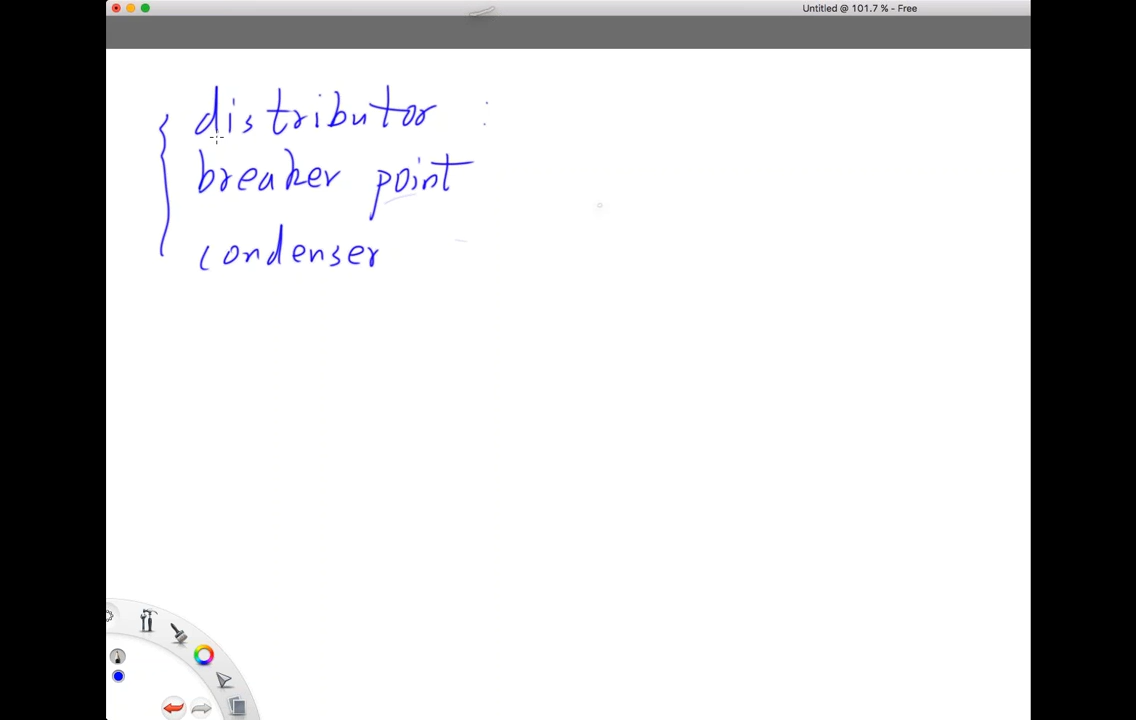 Untitled @ 101.7 % - Free
distributor :
breaker point
condenser